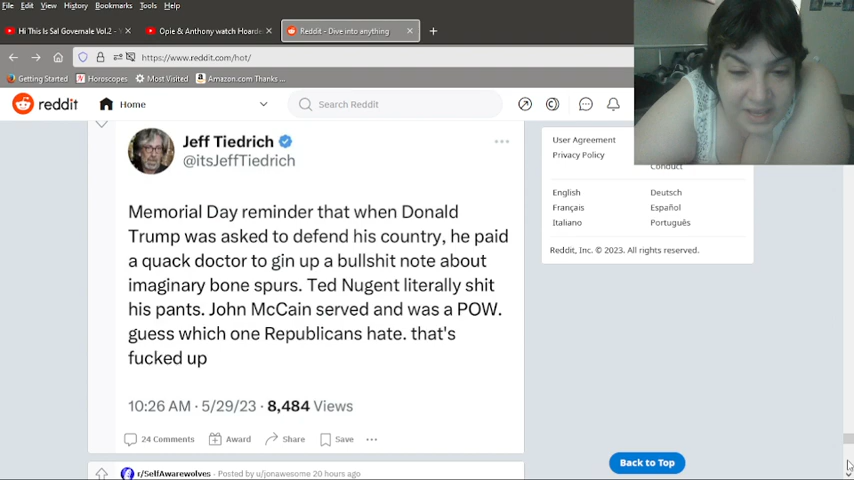 File Edit View History Bookmarks Tools Help
Hi This Is Sal Governale Vol.2 - Y
Opie & Anthony watch Hoarder
Reddit - Dive into anything
https://www.reddit.com/hot/
Getting Started Horoscopes Most Visited Amazon.com Thanks ...
reddit Home Search Reddit
Jeff Tiedrich
@itsJeffTiedrich
Memorial Day reminder that when Donald
Trump was asked to defend his country, he paid
a quack doctor to gin up a bullshit note about
imaginary bone spurs. Ted Nugent literally shit
his pants. John McCain served and was a POW.
guess which one Republicans hate. that's
fucked up
10:26 AM · 5/29/23 · 8,484 Views
24 Comments Award Share Save
r/SelfAwarewolves · Posted by u/jonawesome 20 hours ago
User Agreement
Privacy Policy
Conduct
English Deutsch
Français Español
Italiano Português
Reddit, Inc. © 2023. All rights reserved.
Back to Top